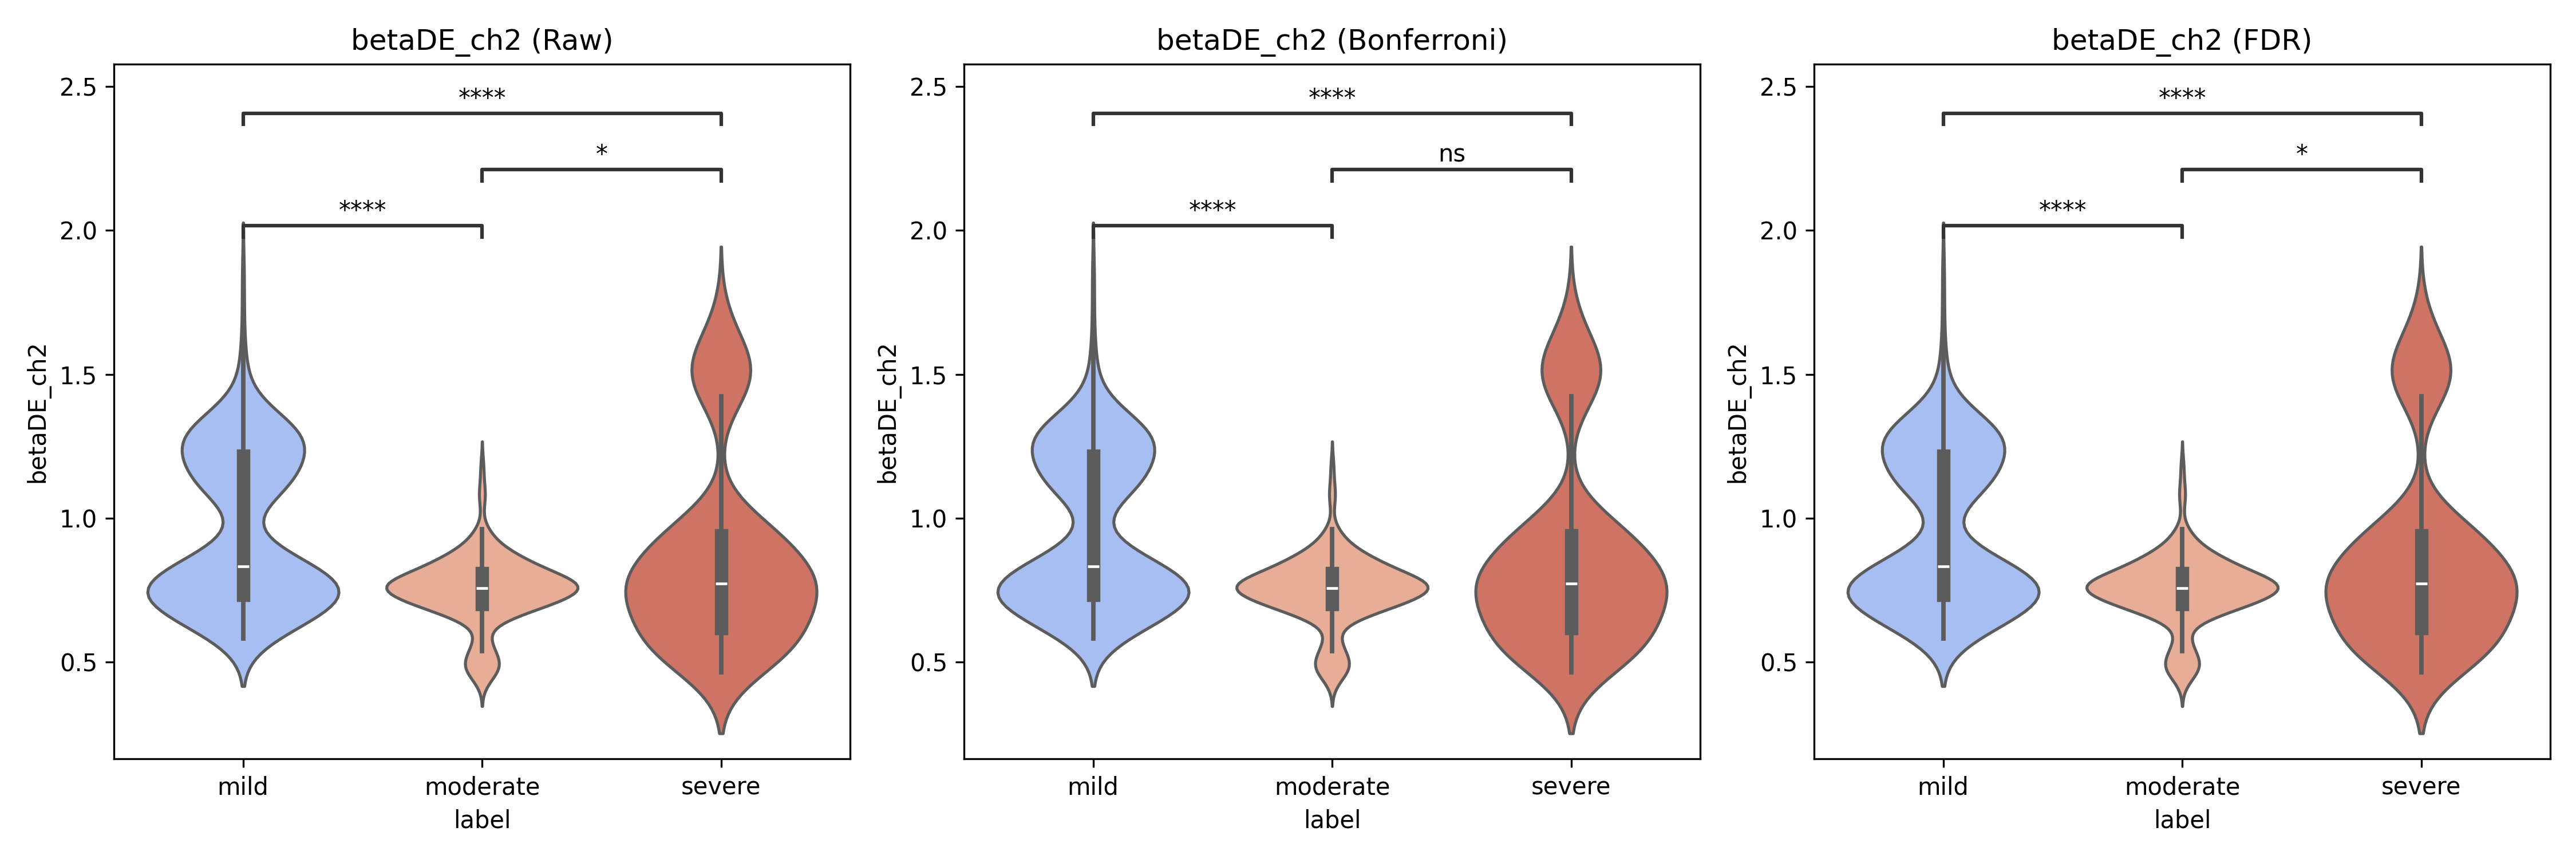 betaDE_ch2 (Raw)
betaDE_ch2
2.5
2.0
1.5
1.0
0.5
****
*
****
mild
moderate
severe
label
betaDE_ch2 (Bonferroni)
betaDE_ch2
2.5
2.0
1.5
1.0
0.5
****
ns
****
mild
moderate
severe
label
betaDE_ch2 (FDR)
betaDE_ch2
2.5
2.0
1.5
1.0
0.5
****
*
****
mild
moderate
severe
label